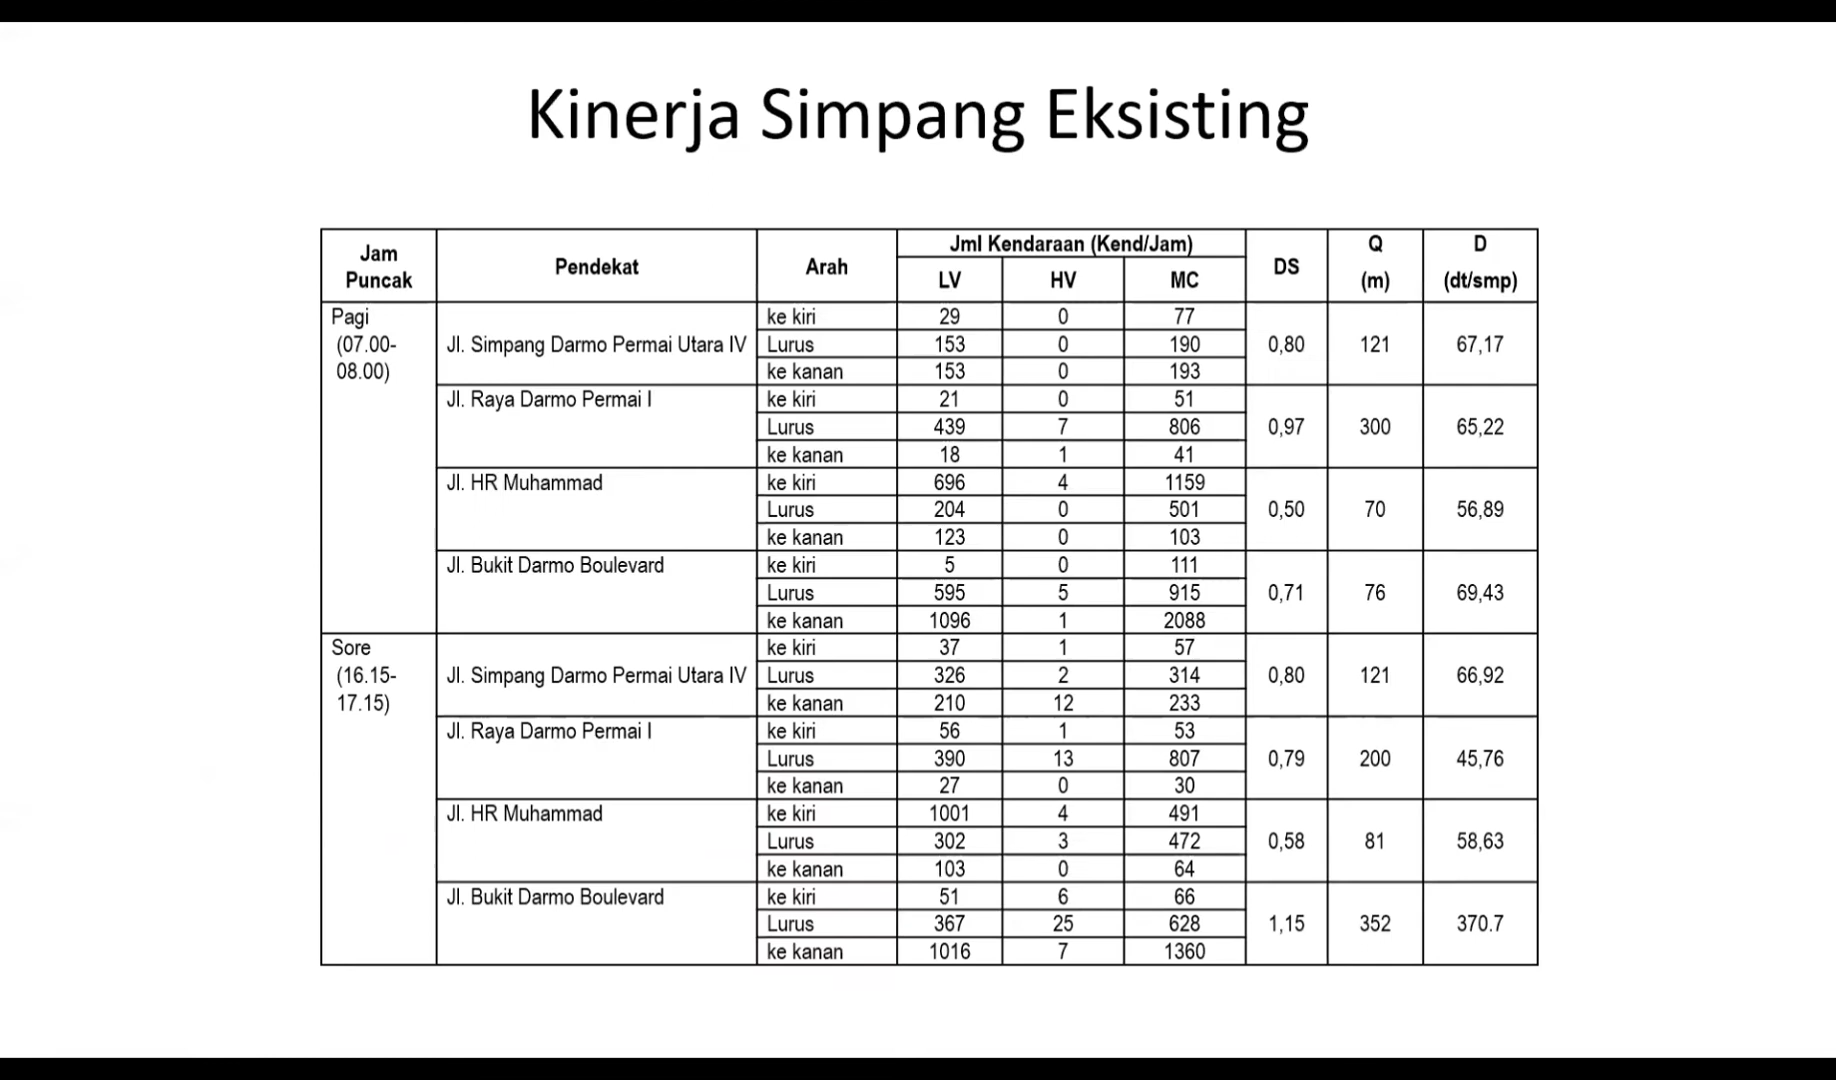 Kinerja Simpang Eksisting
Jam Puncak Pendekat Arah Jml Kendaraan (Kend/Jam) DS Q (m) D (dt/smp)
LV HV MC
Pagi (07.00-08.00) Jl. Simpang Darmo Permai Utara IV ke kiri 29 0 77 0,80 121 67,17
Lurus 153 0 190
ke kanan 153 0 193
Jl. Raya Darmo Permai I ke kiri 21 0 51 0,97 300 65,22
Lurus 439 7 806
ke kanan 18 1 41
Jl. HR Muhammad ke kiri 696 4 1159 0,50 70 56,89
Lurus 204 0 501
ke kanan 123 0 103
Jl. Bukit Darmo Boulevard ke kiri 5 0 111 0,71 76 69,43
Lurus 595 5 915
ke kanan 1096 1 2088
Sore (16.15-17.15) Jl. Simpang Darmo Permai Utara IV ke kiri 37 1 57 0,80 121 66,92
Lurus 326 2 314
ke kanan 210 12 233
Jl. Raya Darmo Permai I ke kiri 56 1 53 0,79 200 45,76
Lurus 390 13 807
ke kanan 27 0 30
Jl. HR Muhammad ke kiri 1001 4 491 0,58 81 58,63
Lurus 302 3 472
ke kanan 103 0 64
Jl. Bukit Darmo Boulevard ke kiri 51 6 66 1,15 352 370.7
Lurus 367 25 628
ke kanan 1016 7 1360